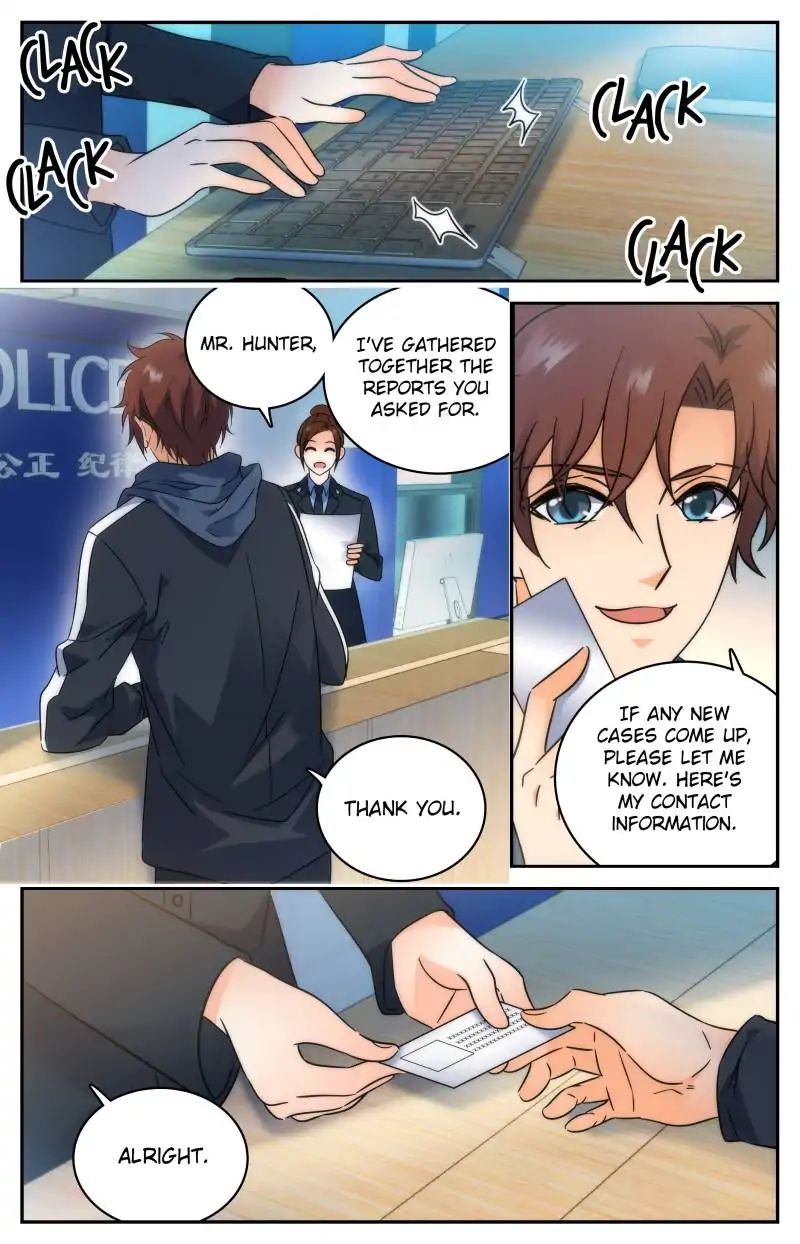 CLACK
CLACK
CLACK
CLACK
MR. HUNTER,
I'VE GATHERED
TOGETHER THE
REPORTS YOU
ASKED FOR.
OLICE
公正 纪律
THANK YOU.
IF ANY NEW
CASES COME UP,
PLEASE LET ME
KNOW. HERE'S
MY CONTACT
INFORMATION.
ALRIGHT.